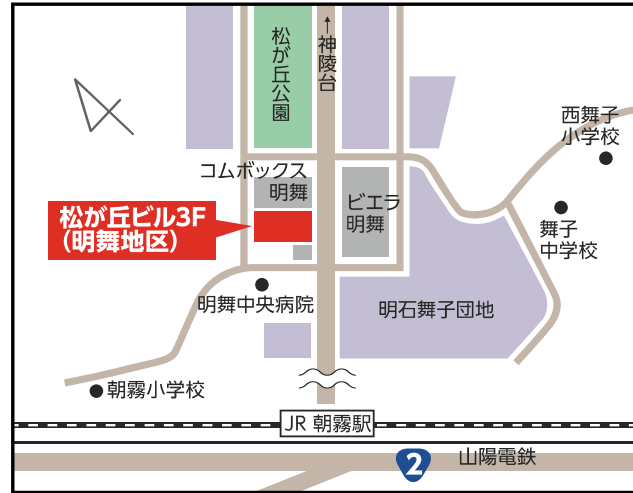 松が丘公園
↑神陵台
西舞子
小学校
コムボックス
明舞
ビエラ
明舞
松が丘ビル3F
(明舞地区)
舞子
中学校
明舞中央病院
明石舞子団地
朝霧小学校
JR 朝霧駅
2
山陽電鉄